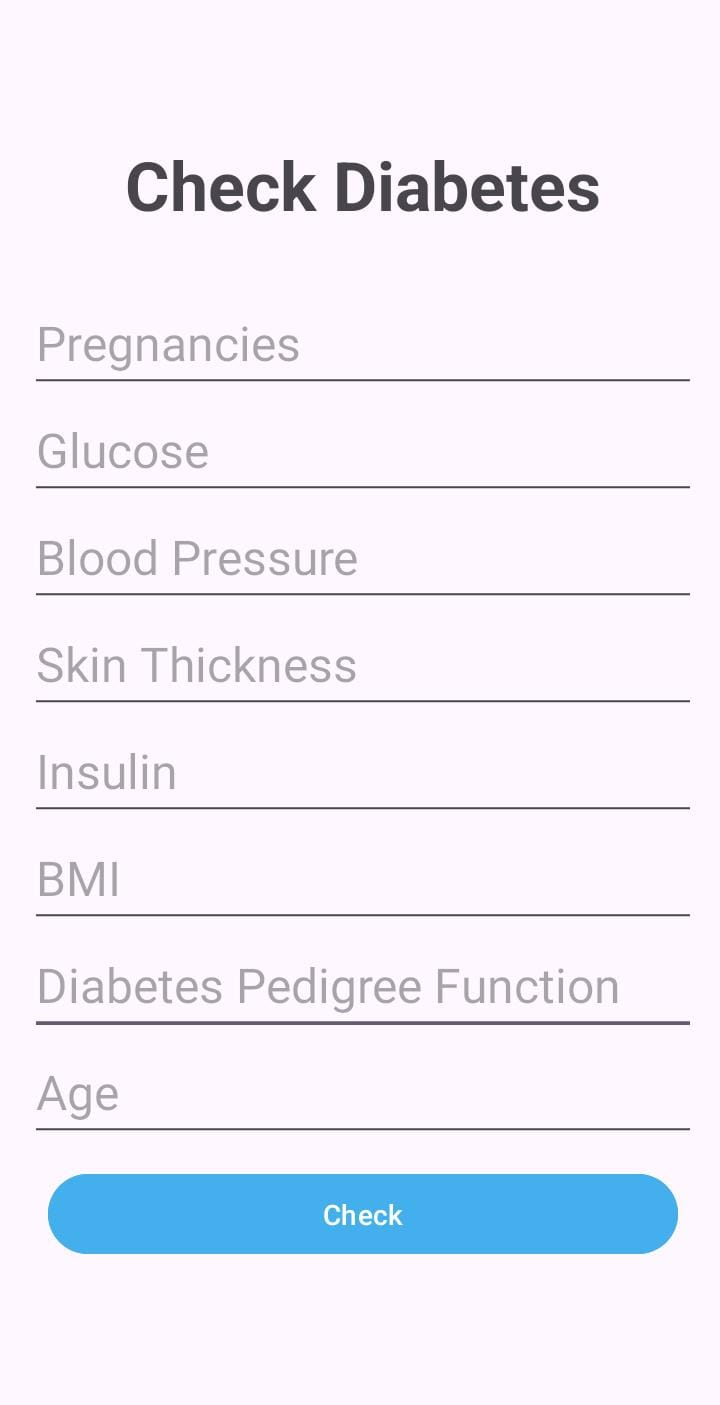 Check Diabetes
Pregnancies
Glucose
Blood Pressure
Skin Thickness
Insulin
BMI
Diabetes Pedigree Function
Age
Check